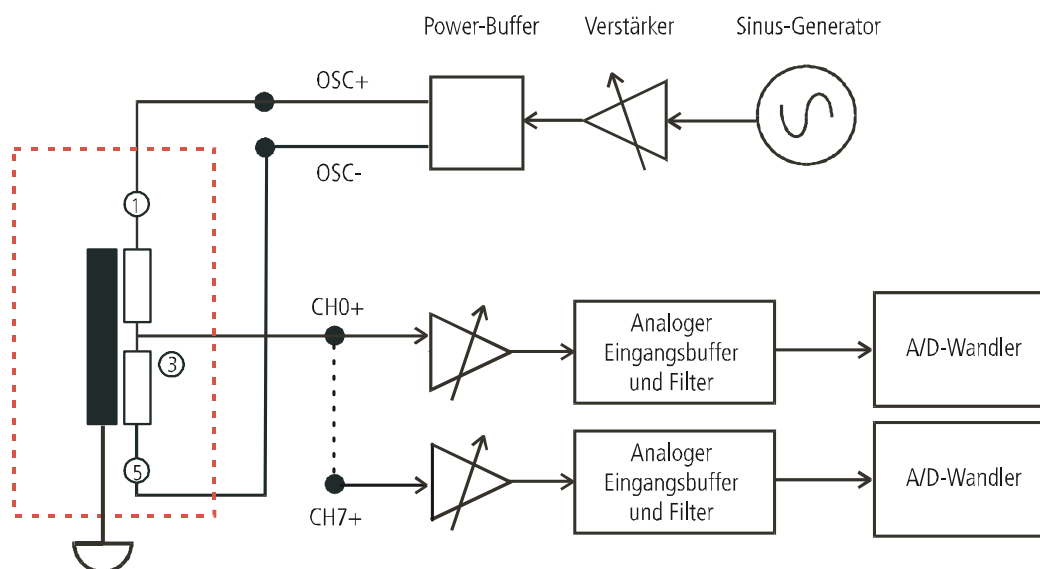 Power-Buffer
Verstärker
Sinus-Generator
OSC+
OSC-
1
CH0+
3
Analoger
Eingangsbuffer
und Filter
A/D-Wandler
5
CH7+
Analoger
Eingangsbuffer
und Filter
A/D-Wandler